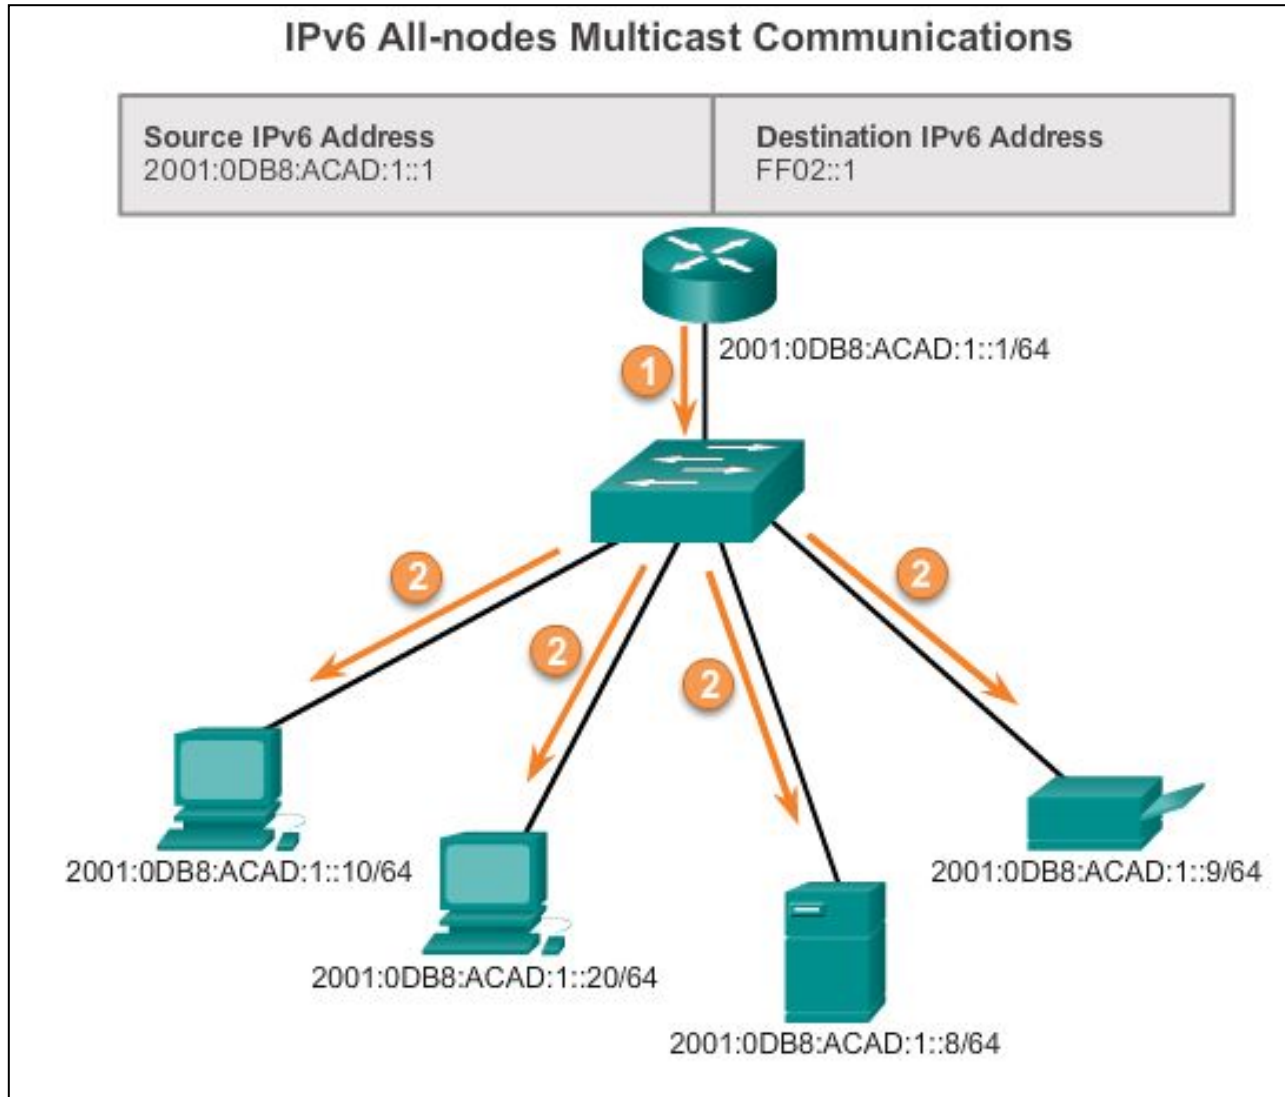 IPv6 All-nodes Multicast Communications
Source IPv6 Address
2001:0DB8:ACAD:1::1
Destination IPv6 Address
FF02::1
2001:0DB8:ACAD:1::1/64
1
2
2
2
2
2001:0DB8:ACAD:1::10/64
2001:0DB8:ACAD:1::9/64
2001:0DB8:ACAD:1::20/64
2001:0DB8:ACAD:1::8/64